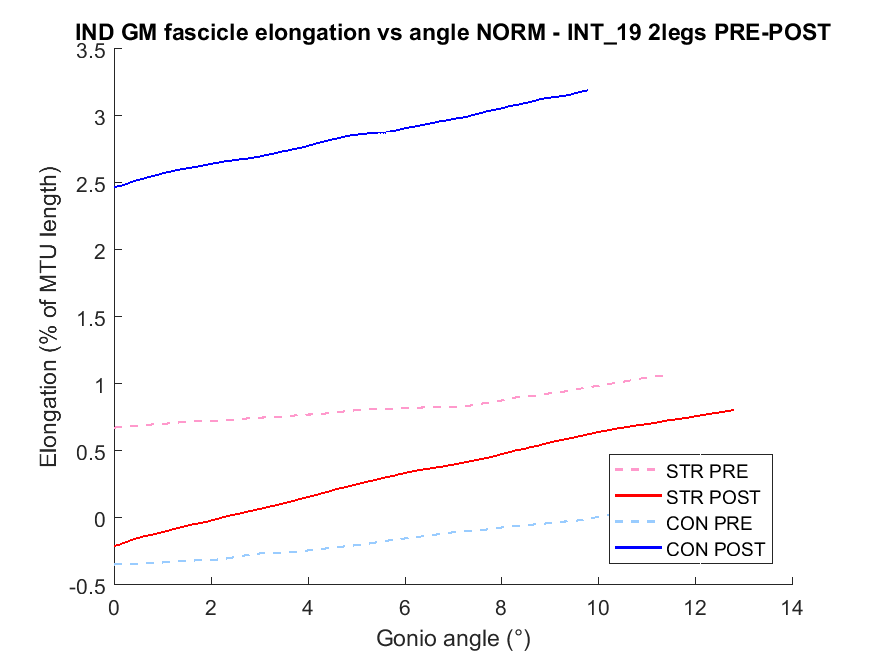 IND GM fascicle elongation vs angle NORM - INT_19 2legs PRE-POST
3.5
3
2.5
2
1.5
1
0.5
0
-0.5
Elongation (% of MTU length)
0 2 4 6 8 10 12 14
Gonio angle (°)
STR PRE
STR POST
CON PRE
CON POST